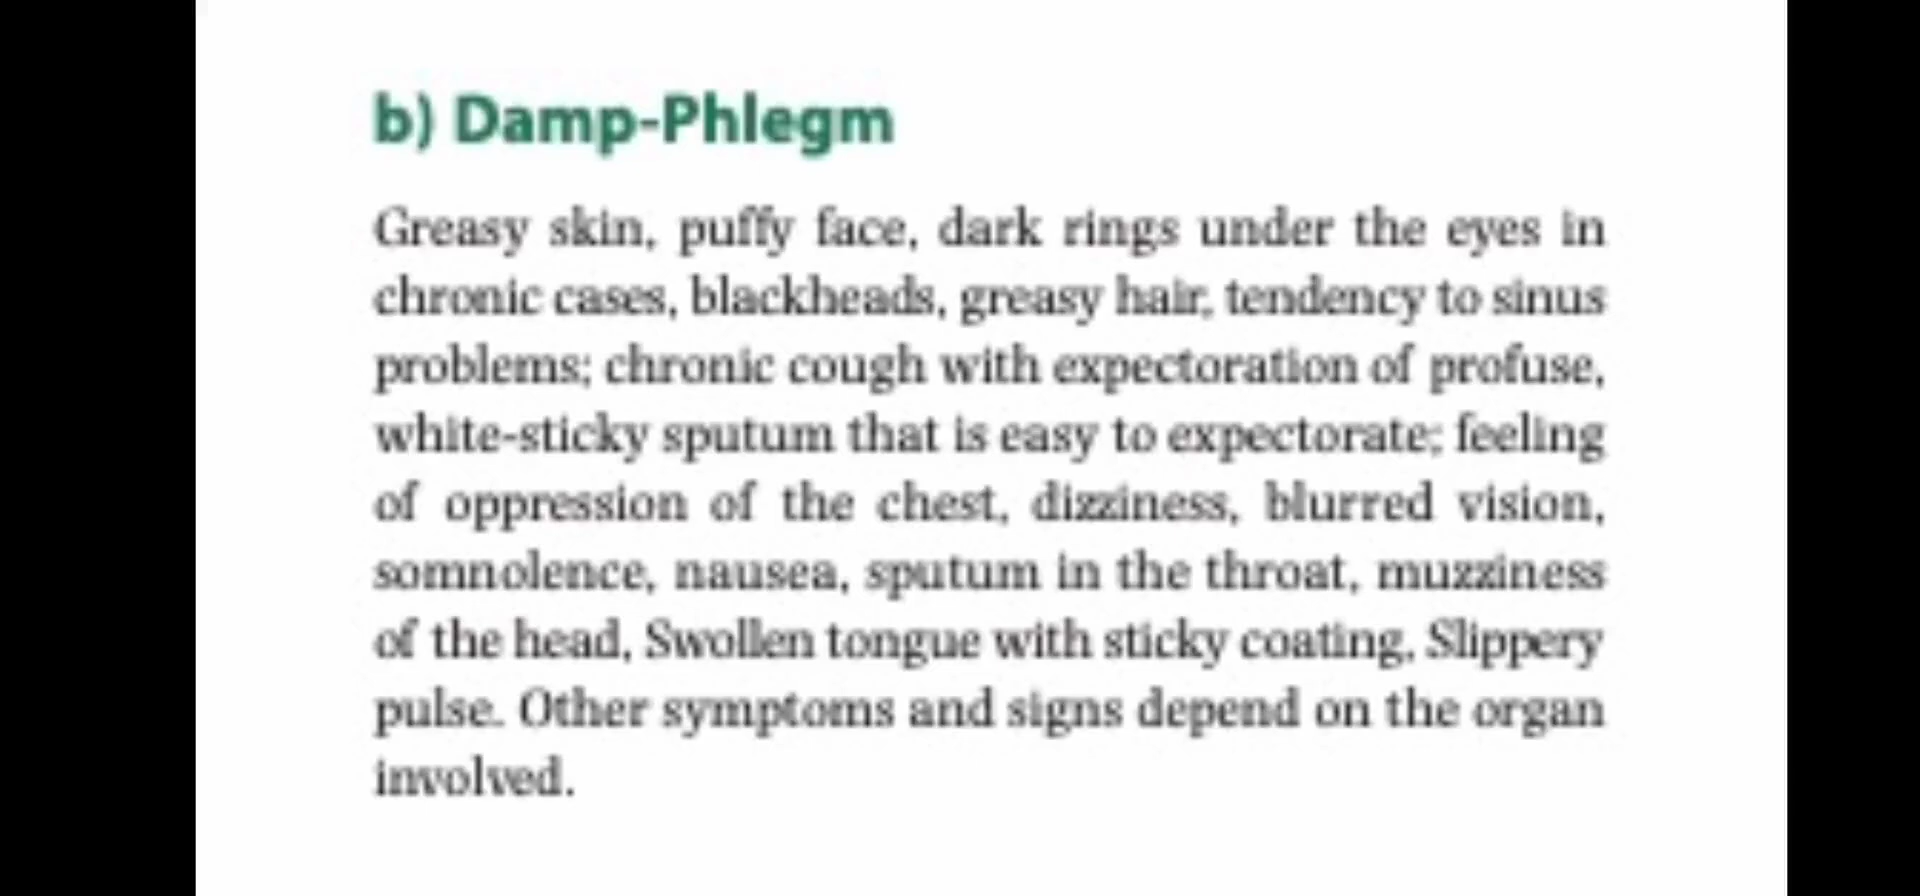 b) Damp-Phlegm
Greasy skin, puffy face, dark rings under the eyes in
chronic cases, blackheads, greasy hair, tendency to sinus
problems; chronic cough with expectoration of profuse,
white-sticky sputum that is easy to expectorate; feeling
of oppression of the chest, dizziness, blurred vision,
somnolence, nausea, sputum in the throat, muzziness
of the head, Swollen tongue with sticky coating, Slippery
pulse. Other symptoms and signs depend on the organ
involved.